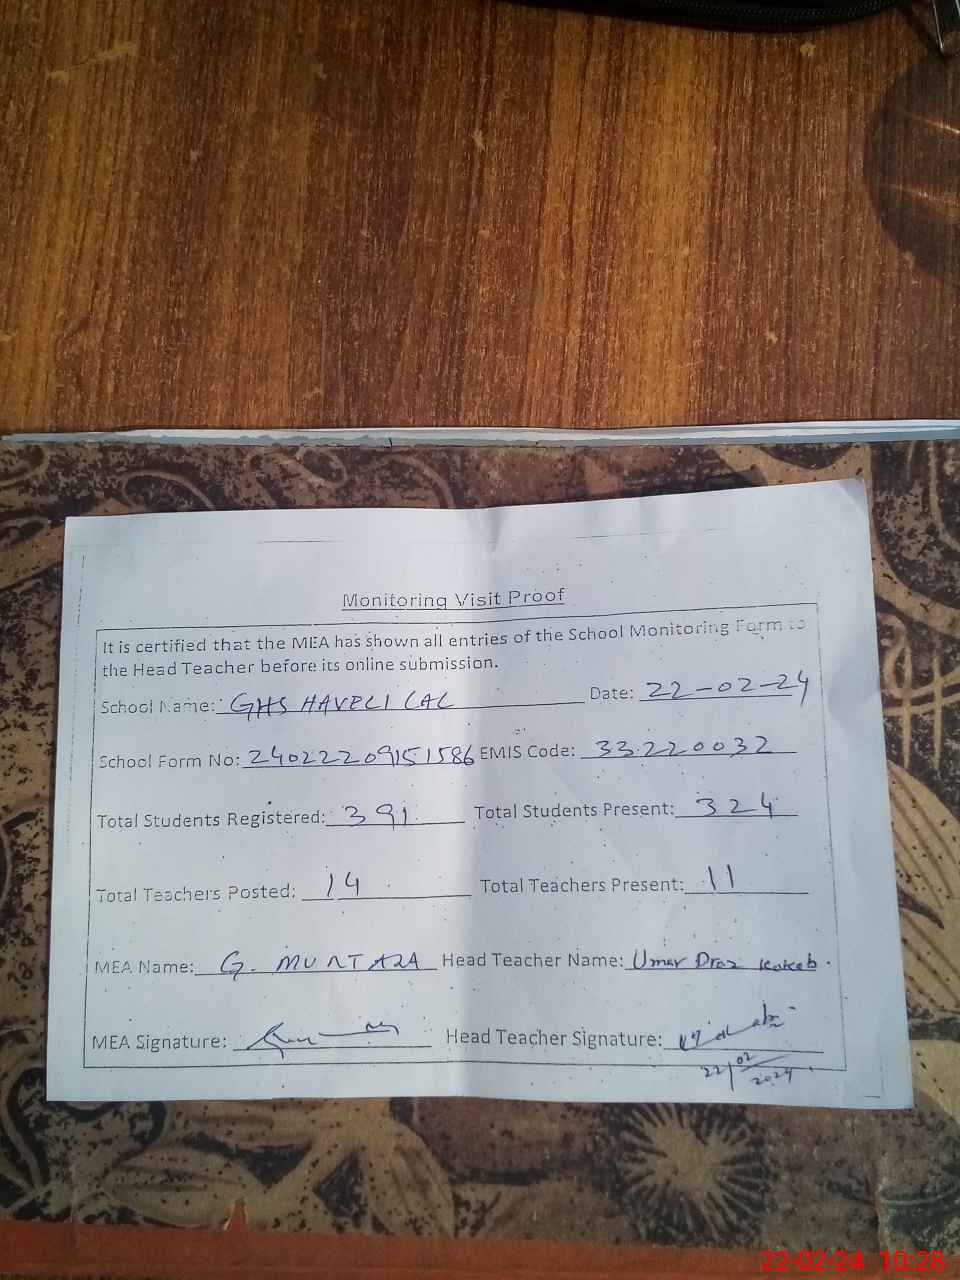 Monitoring Visit Proof
It is certified that the MEA has shown all entries of the School Monitoring Form to
the Head Teacher before its online submission.
School Name: GHS HAVELI LAL Date: 22-02-24
School Form No: 24022209151586 EMIS Code: 33220032
Total Students Registered: 391 Total Students Present: 324
Total Teachers Posted: 14 Total Teachers Present: 11
MEA Name: G. MURTAZA Head Teacher Name: Umar Draz Kokab
MEA Signature: Head Teacher Signature:
22/02/2024
22-02-24 10:28